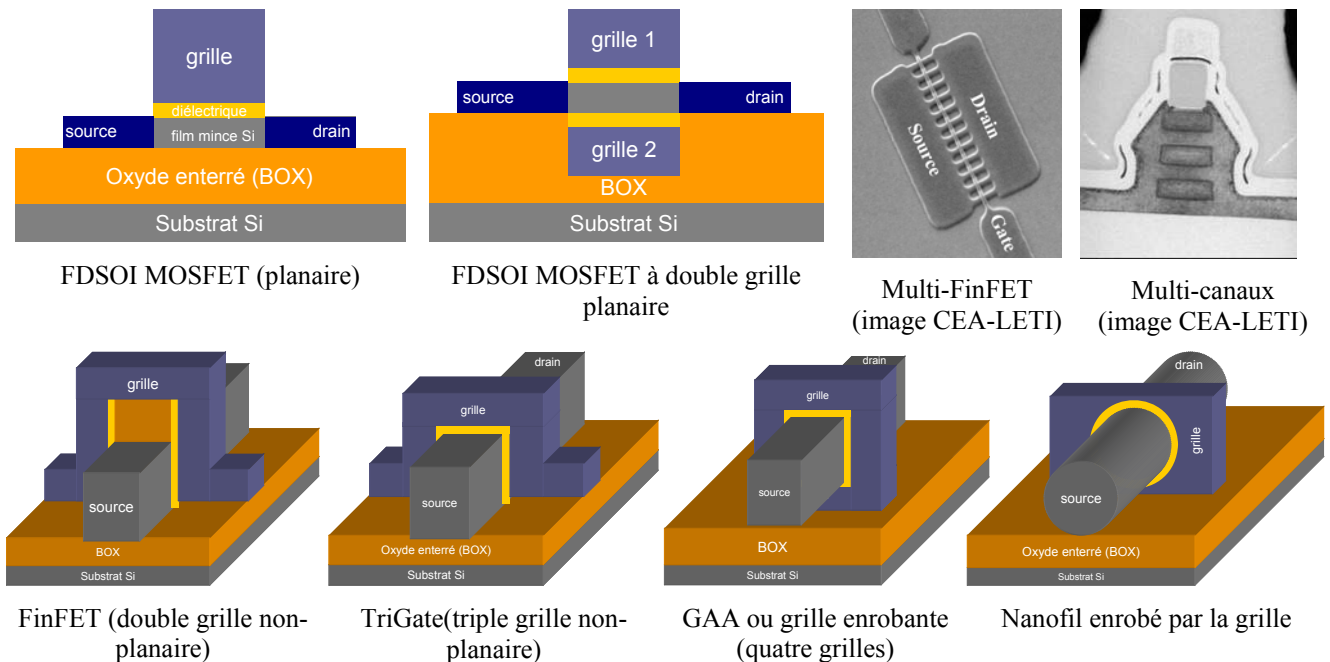 grille
diélectrique
source
film mince Si
drain
Oxyde enterré (BOX)
Substrat Si
FDSOI MOSFET (planaire)
grille 1
source
drain
grille 2
BOX
Substrat Si
FDSOI MOSFET à double grille
planaire
Drain
Source
Gate
Multi-FinFET
(image CEA-LETI)
Multi-canaux
(image CEA-LETI)
grille
source
BOX
Substrat Si
FinFET (double grille non-
planaire)
drain
grille
source
Oxyde enterré (BOX)
Substrat Si
TriGate(triple grille non-
planaire)
drain
grille
source
BOX
Substrat Si
GAA ou grille enrobante
(quatre grilles)
drain
grille
source
Oxyde enterré (BOX)
Substrat Si
Nanofil enrobé par la grille